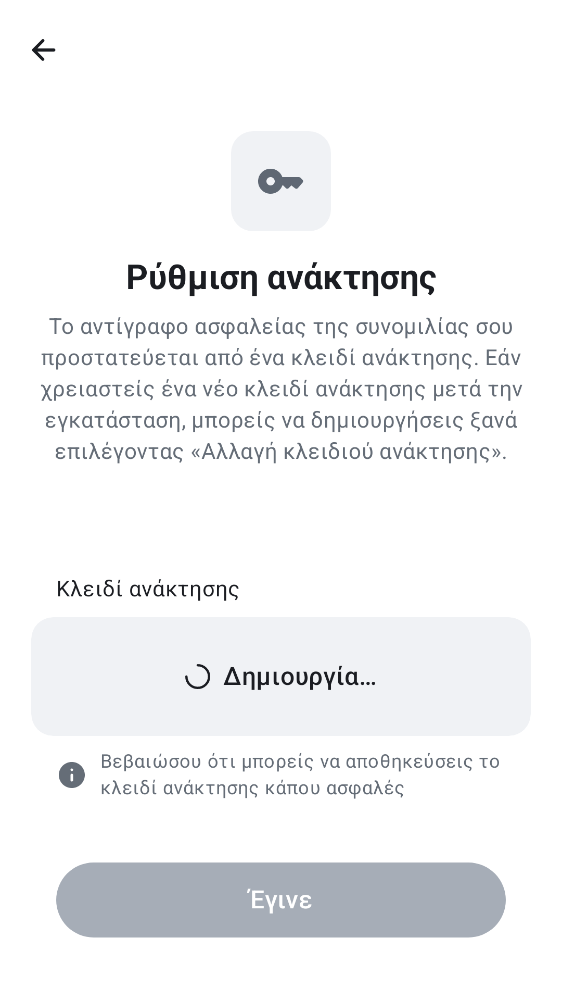 Ρύθμιση ανάκτησης
Το αντίγραφο ασφαλείας της συνομιλίας σου
προστατεύεται από ένα κλειδί ανάκτησης. Εάν
χρειαστείς ένα νέο κλειδί ανάκτησης μετά την
εγκατάσταση, μπορείς να δημιουργήσεις ξανά
επιλέγοντας «Αλλαγή κλειδιού ανάκτησης».
Κλειδί ανάκτησης
Δημιουργία…
Βεβαιώσου ότι μπορείς να αποθηκεύσεις το
κλειδί ανάκτησης κάπου ασφαλές
Έγινε